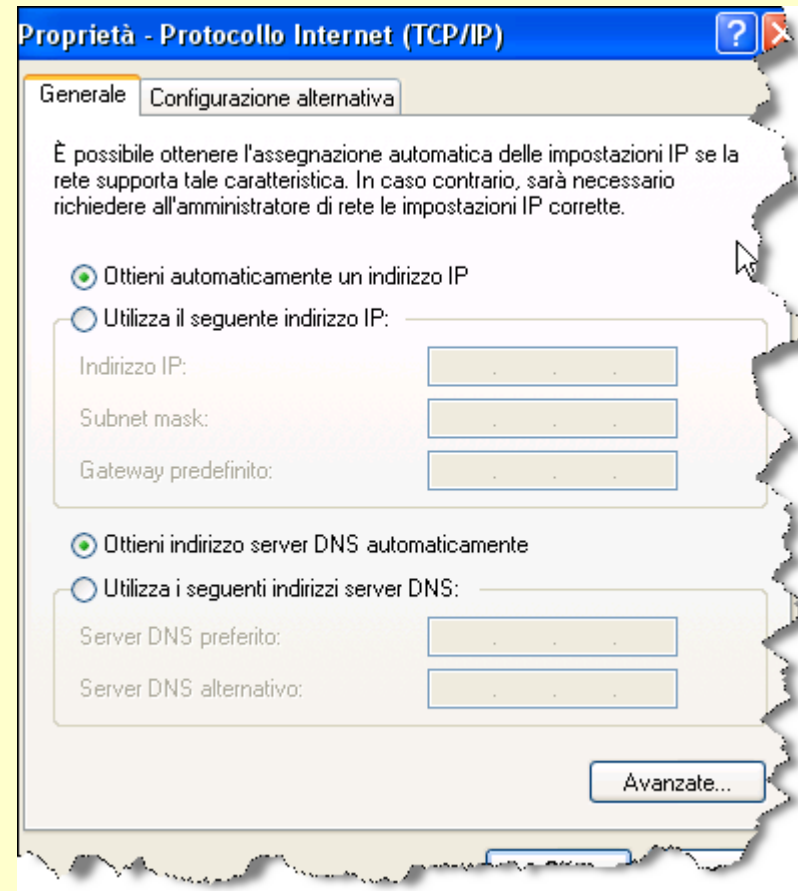 Proprietà - Protocollo Internet (TCP/IP)
Generale
Configurazione alternativa
È possibile ottenere l'assegnazione automatica delle impostazioni IP se la
rete supporta tale caratteristica. In caso contrario, sarà necessario
richiedere all'amministratore di rete le impostazioni IP corrette.
Ottieni automaticamente un indirizzo IP
Utilizza il seguente indirizzo IP:
Indirizzo IP:
Subnet mask:
Gateway predefinito:
Ottieni indirizzo server DNS automaticamente
Utilizza i seguenti indirizzi server DNS:
Server DNS preferito:
Server DNS alternativo:
Avanzate...